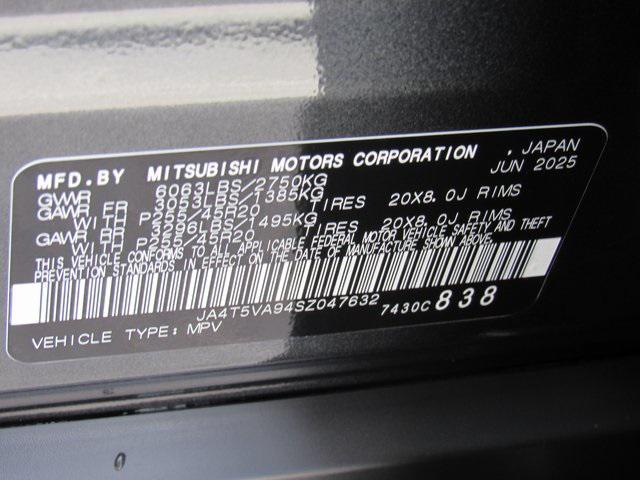 MFD. BY MITSUBISHI MOTORS CORPORATION , JAPAN
GVWR 6063LBS/2750KG JUN 2025
GAWR FR 3053LBS/1385KG
WITH P255/45R20 TIRES 20X8.0J RIMS
GAWR RR 3296LBS/1495KG
WITH P255/45R20 TIRES 20X8.0J RIMS
THIS VEHICLE CONFORMS TO ALL APPLICABLE FEDERAL MOTOR VEHICLE SAFETY AND THEFT
PREVENTION STANDARDS IN EFFECT ON THE DATE OF MANUFACTURE SHOWN ABOVE.
JA4T5VA94SZ047632 7430C 838
VEHICLE TYPE: MPV